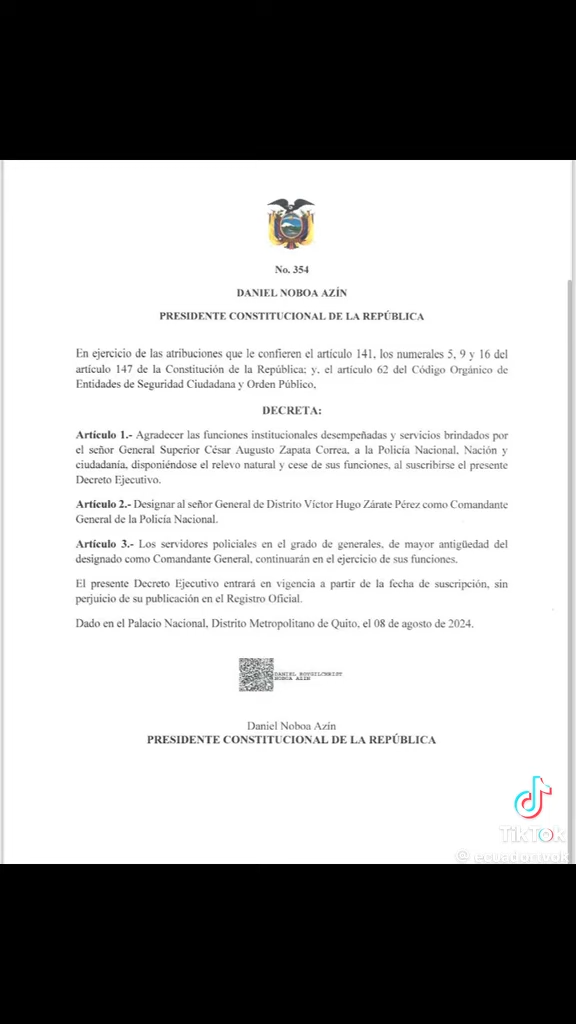 No. 354
DANIEL NOBOA AZÍN
PRESIDENTE CONSTITUCIONAL DE LA REPÚBLICA
En ejercicio de las atribuciones que le confieren el artículo 141, los numerales 5, 9 y 16 del
artículo 147 de la Constitución de la República; y, el artículo 62 del Código Orgánico de
Entidades de Seguridad Ciudadana y Orden Público,
DECRETA:
Artículo 1.- Agradecer las funciones institucionales desempeñadas y servicios brindados por
el señor General Superior César Augusto Zapata Correa, a la Policía Nacional, Nación y
ciudadanía, disponiéndose el relevo natural y cese de sus funciones, al suscribirse el presente
Decreto Ejecutivo.
Artículo 2.- Designar al señor General de Distrito Víctor Hugo Zárate Pérez como Comandante
General de la Policía Nacional.
Artículo 3.- Los servidores policiales en el grado de generales, de mayor antigüedad del
designado como Comandante General, continuarán en el ejercicio de sus funciones.
El presente Decreto Ejecutivo entrará en vigencia a partir de la fecha de suscripción, sin
perjuicio de su publicación en el Registro Oficial.
Dado en el Palacio Nacional, Distrito Metropolitano de Quito, el 08 de agosto de 2024.
DANIEL ROYGILCHRIST
NOBOA AZIN
Daniel Noboa Azín
PRESIDENTE CONSTITUCIONAL DE LA REPÚBLICA
TikTok